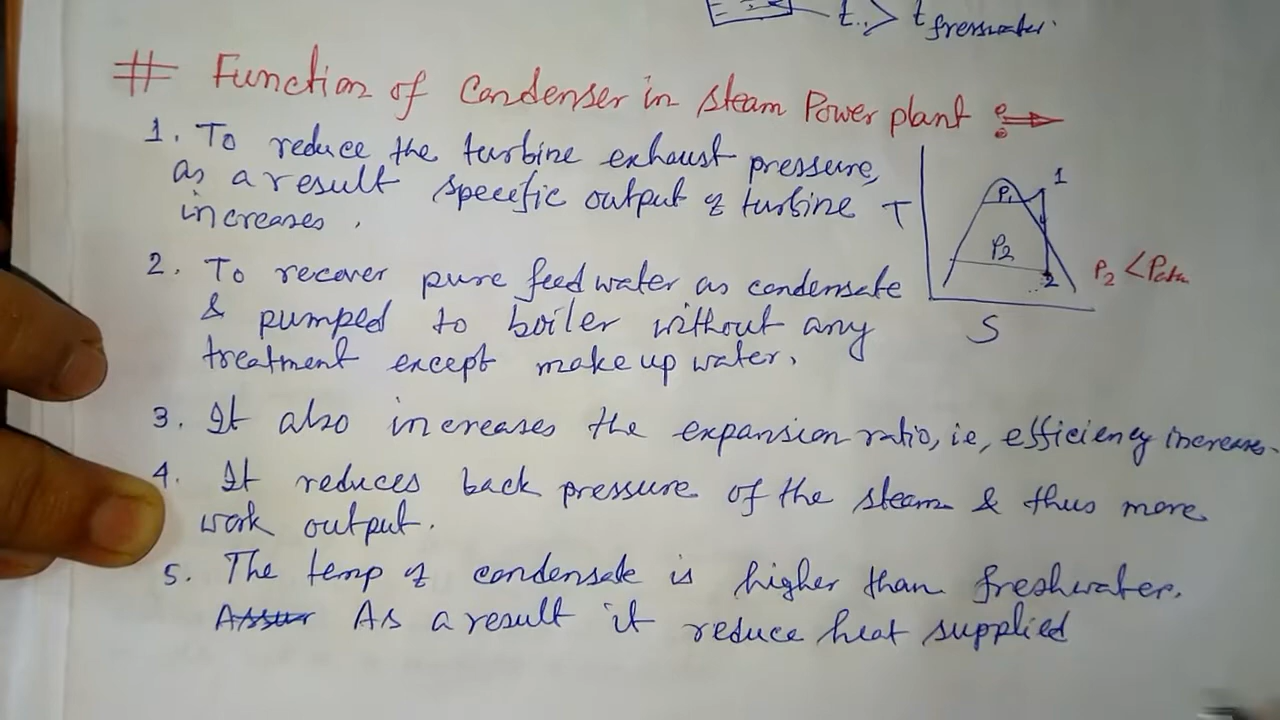 t.. > t freshwater.
# Function of Condenser in steam Power plant :⇒
1. To reduce the turbine exhaust pressure,
as a result specific output of turbine
increases.
T
P1
1
P2
2
P2 < Patm
S
2. To recover pure feed water as condensate
& pumped to boiler without any
treatment except make up water.
3. It also increases the expansion ratio, ie, efficiency increases.
4. It reduces back pressure of the steam & thus more
work output.
5. The temp of condensate is higher than freshwater.
As a result it reduce heat supplied